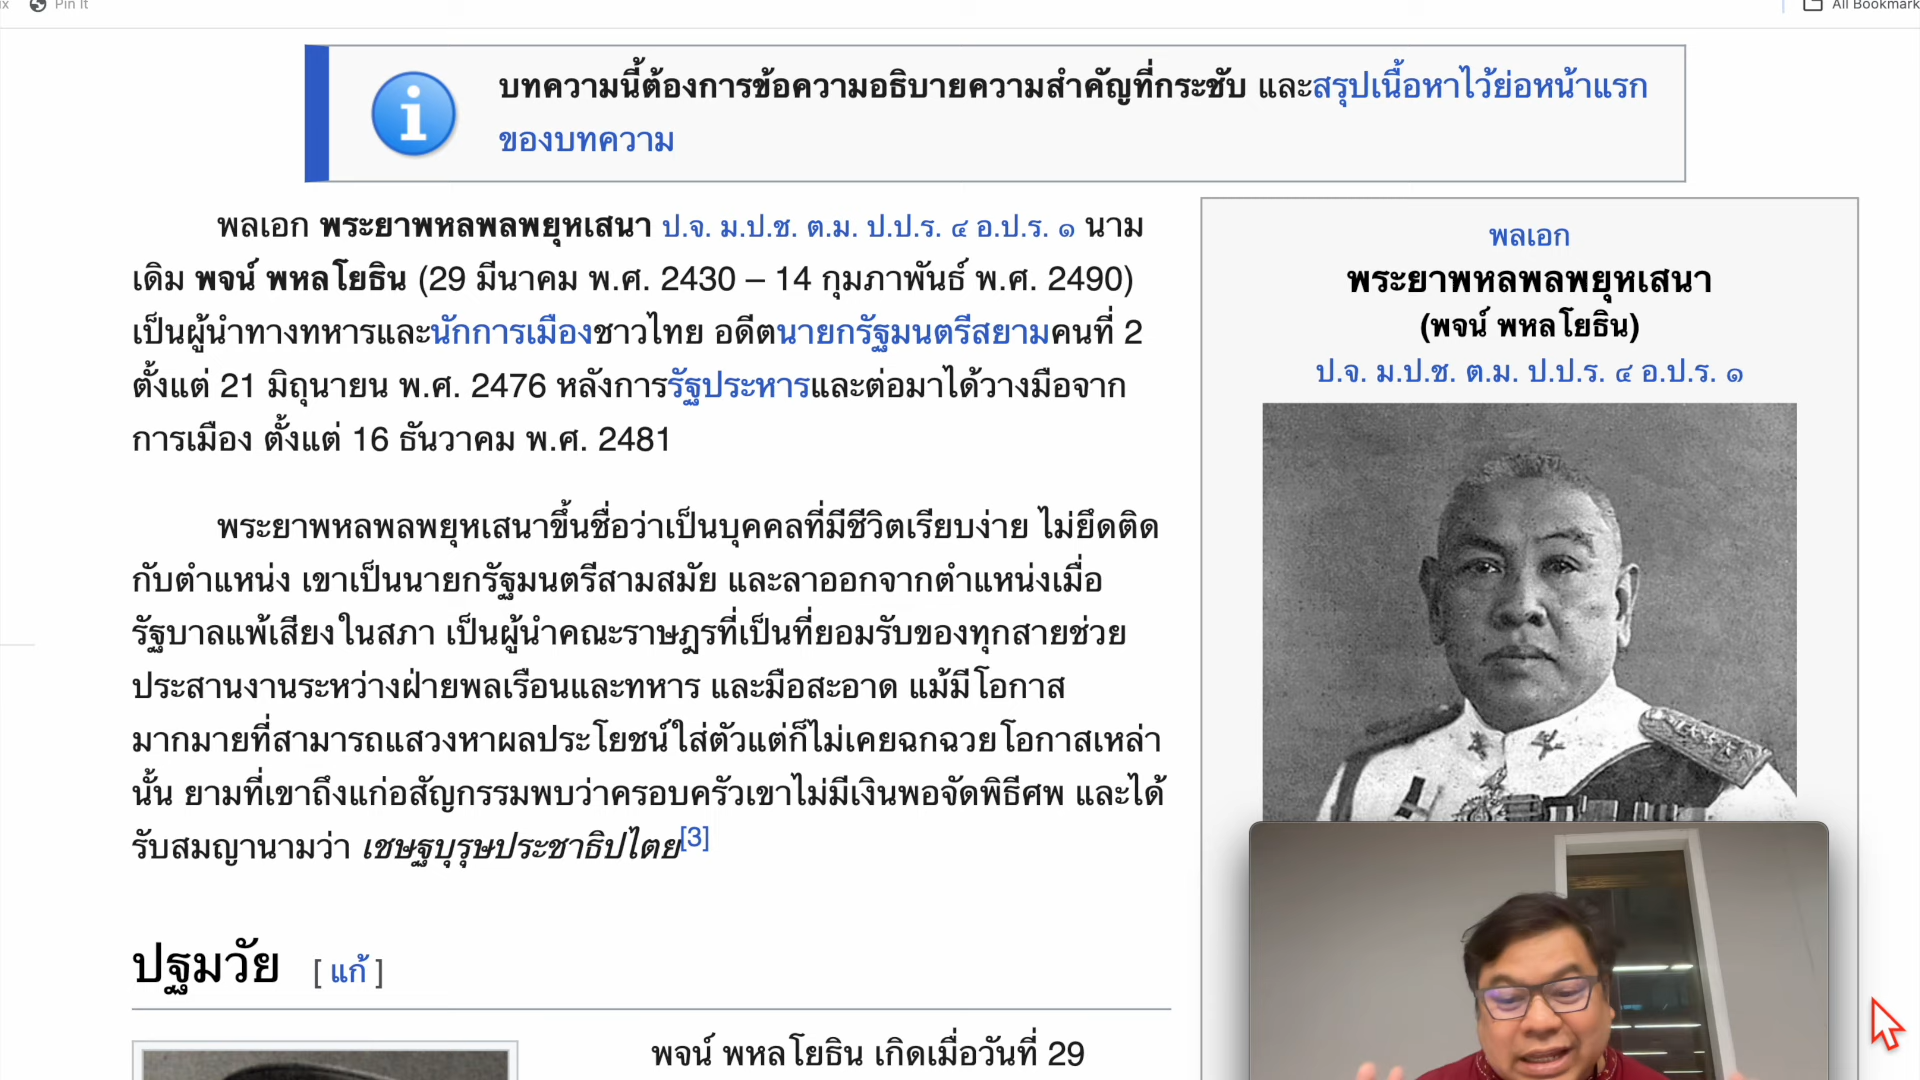 Pin It
All Bookmark
บทความนี้ต้องการข้อความอธิบายความสำคัญที่กระชับ และสรุปเนื้อหาไว้ย่อหน้าแรก
ของบทความ
พลเอก พระยาพหลพลพยุหเสนา ป.จ. ม.ป.ช. ต.ม. ป.ป.ร. ๔ อ.ป.ร. ๑ นาม
เดิม พจน์ พหลโยธิน (29 มีนาคม พ.ศ. 2430 – 14 กุมภาพันธ์ พ.ศ. 2490)
เป็นผู้นำทางทหารและนักการเมืองชาวไทย อดีตนายกรัฐมนตรีสยามคนที่ 2
ตั้งแต่ 21 มิถุนายน พ.ศ. 2476 หลังการรัฐประหารและต่อมาได้วางมือจาก
การเมือง ตั้งแต่ 16 ธันวาคม พ.ศ. 2481
พระยาพหลพลพยุหเสนาขึ้นชื่อว่าเป็นบุคคลที่มีชีวิตเรียบง่าย ไม่ยึดติด
กับตำแหน่ง เขาเป็นนายกรัฐมนตรีสามสมัย และลาออกจากตำแหน่งเมื่อ
รัฐบาลแพ้เสียงในสภา เป็นผู้นำคณะราษฎรที่เป็นที่ยอมรับของทุกสายช่วย
ประสานงานระหว่างฝ่ายพลเรือนและทหาร และมือสะอาด แม้มีโอกาส
มากมายที่สามารถแสวงหาผลประโยชน์ใส่ตัวแต่ก็ไม่เคยฉกฉวยโอกาสเหล่า
นั้น ยามที่เขาถึงแก่อสัญกรรมพบว่าครอบครัวเขาไม่มีเงินพอจัดพิธีศพ และได้
รับสมญานามว่า เชษฐบุรุษประชาธิปไตย[3]
ปฐมวัย [ แก้ ]
พจน์ พหลโยธิน เกิดเมื่อวันที่ 29
พลเอก
พระยาพหลพลพยุหเสนา
(พจน์ พหลโยธิน)
ป.จ. ม.ป.ช. ต.ม. ป.ป.ร. ๔ อ.ป.ร. ๑